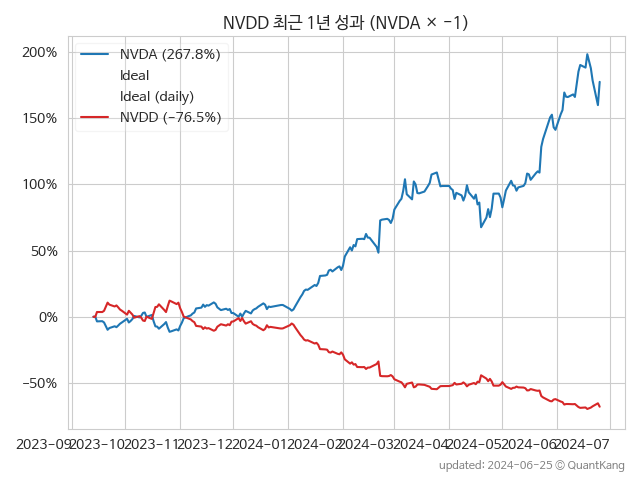 NVDD 최근 1년 성과 (NVDA × −1)
NVDA (267.8%)
Ideal
Ideal (daily)
NVDD (−76.5%)
200%
150%
100%
50%
0%
−50%
2023-09 2023-10 2023-11 2023-12 2024-01 2024-02 2024-03 2024-04 2024-05 2024-06 2024-07
updated: 2024-06-25 © QuantKang